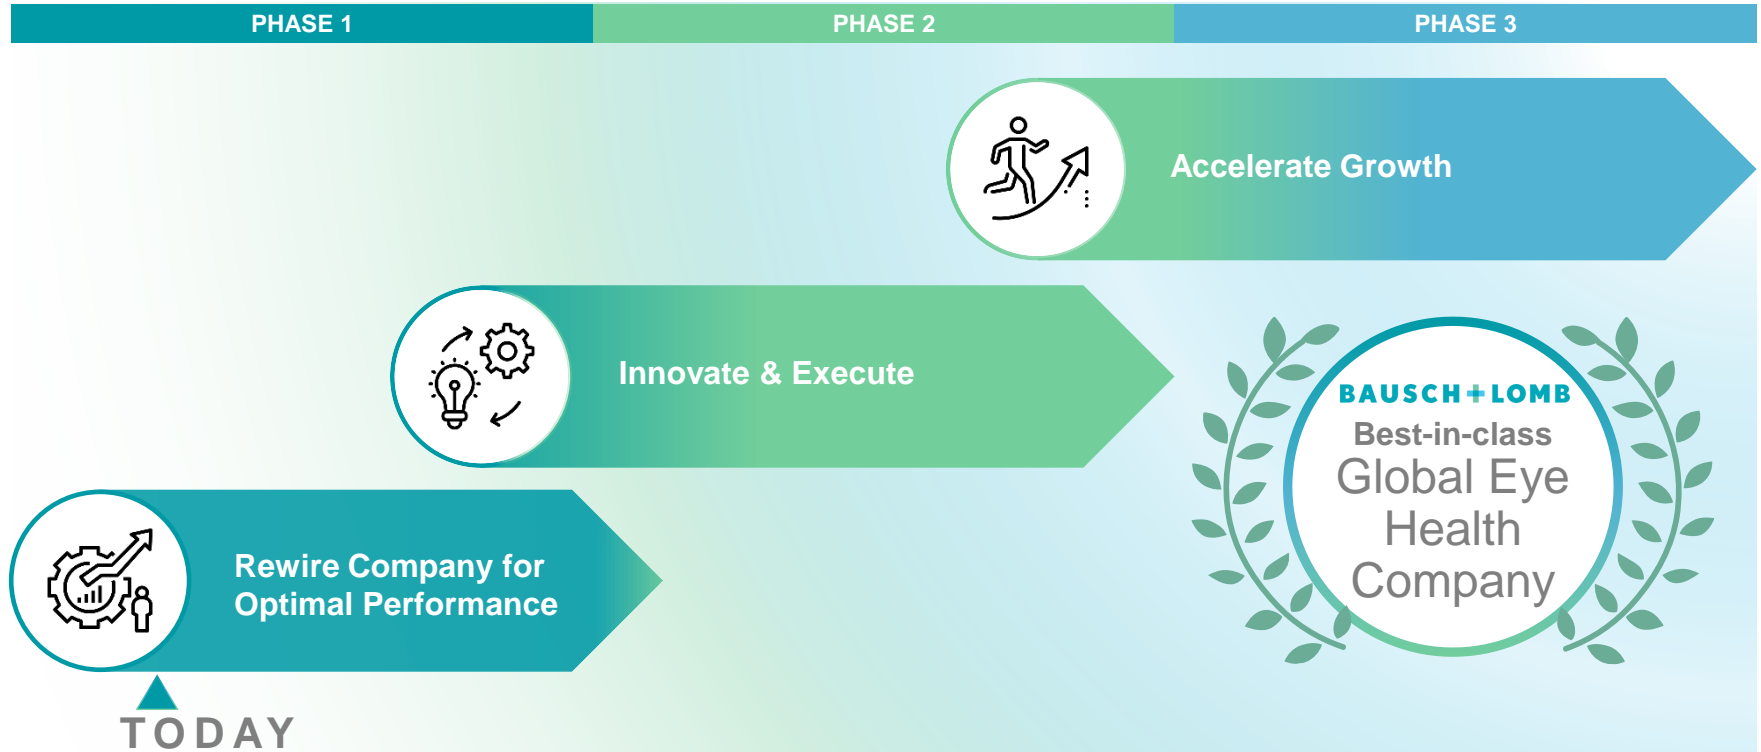 PHASE 1
PHASE 2
PHASE 3
Accelerate Growth
Innovate & Execute
BAUSCH+LOMB
Best-in-class
Global Eye
Health
Company
Rewire Company for
Optimal Performance
TODAY